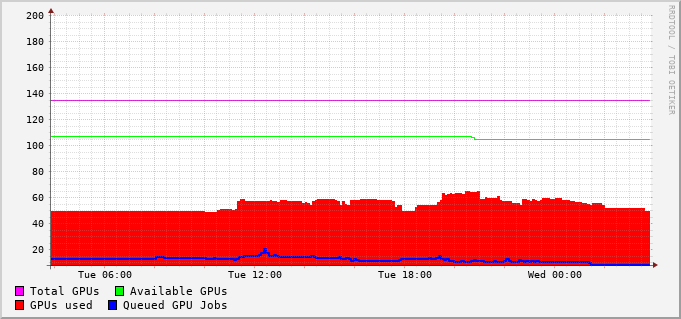 200
180
160
140
120
100
80
60
40
20
Tue 06:00 Tue 12:00 Tue 18:00 Wed 00:00
Total GPUs Available GPUs
GPUs used Queued GPU Jobs
RRDTOOL / TOBI OETIKER